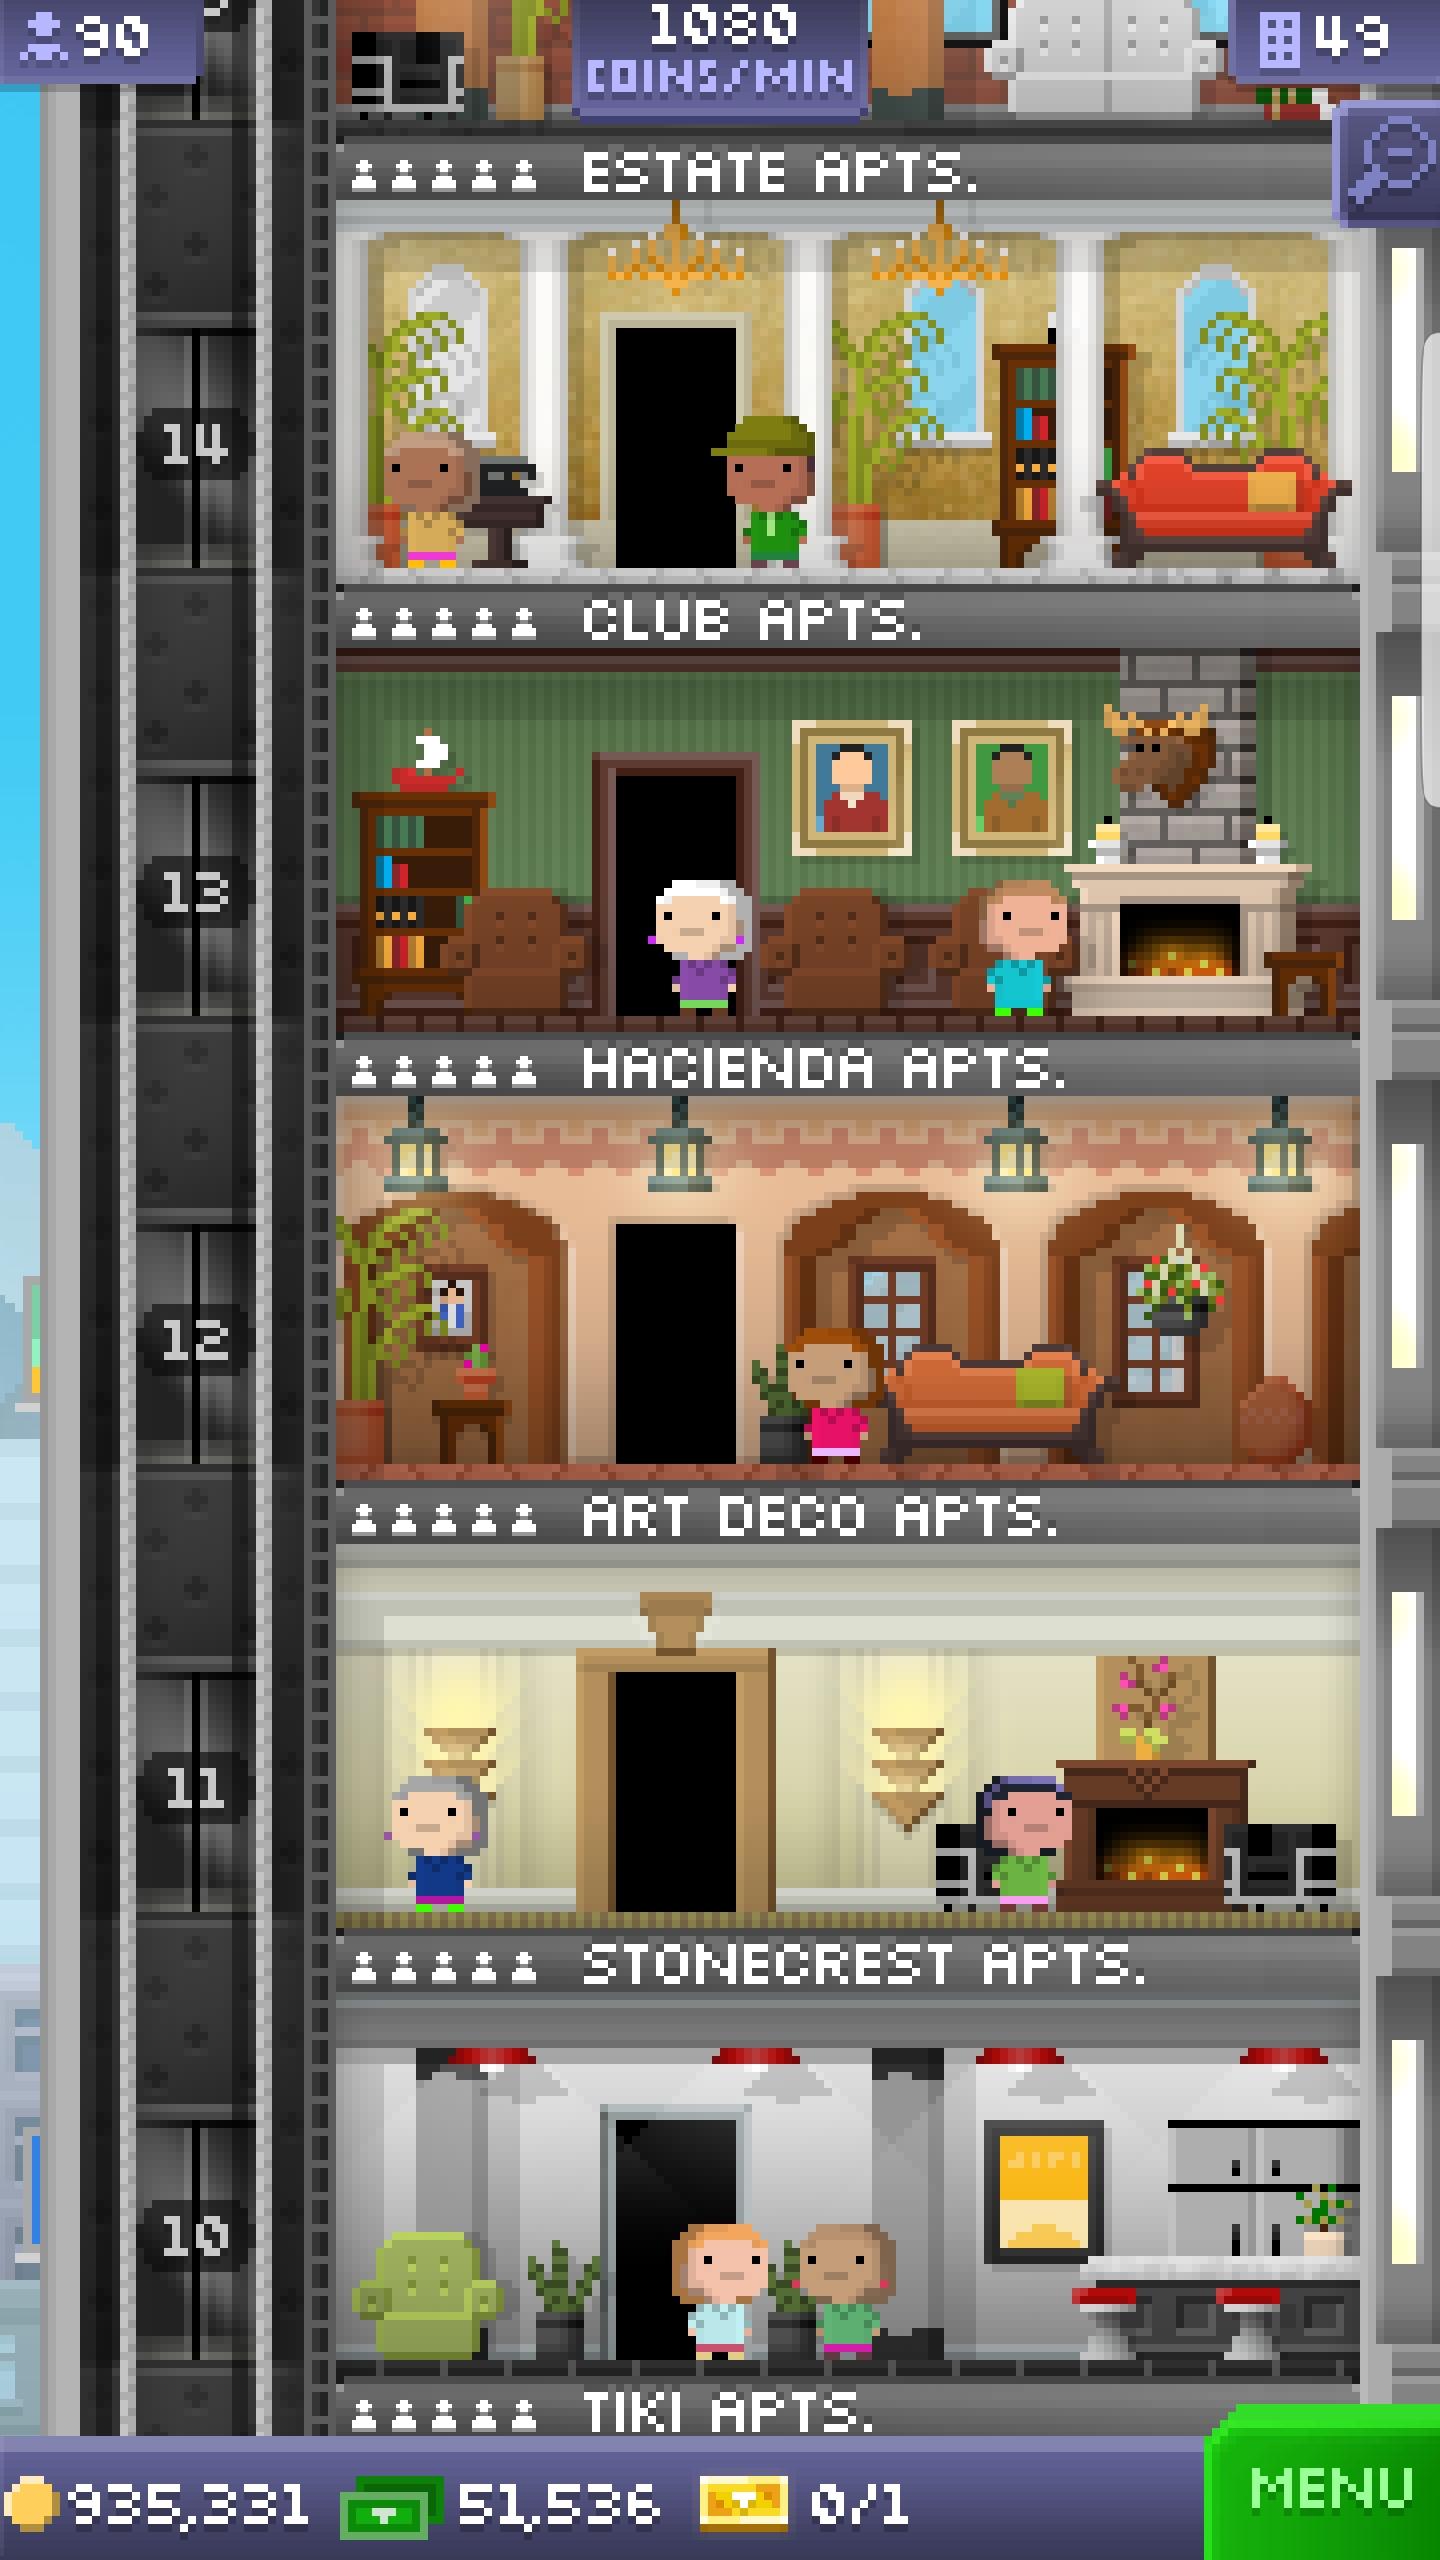 90
1080
COINS/MIN
49
ESTATE APTS.
14
CLUB APTS.
13
HACIENDA APTS.
12
ART DECO APTS.
11
STONECREST APTS.
10
TIKI APTS.
935,331
51,536
0/1
MENU